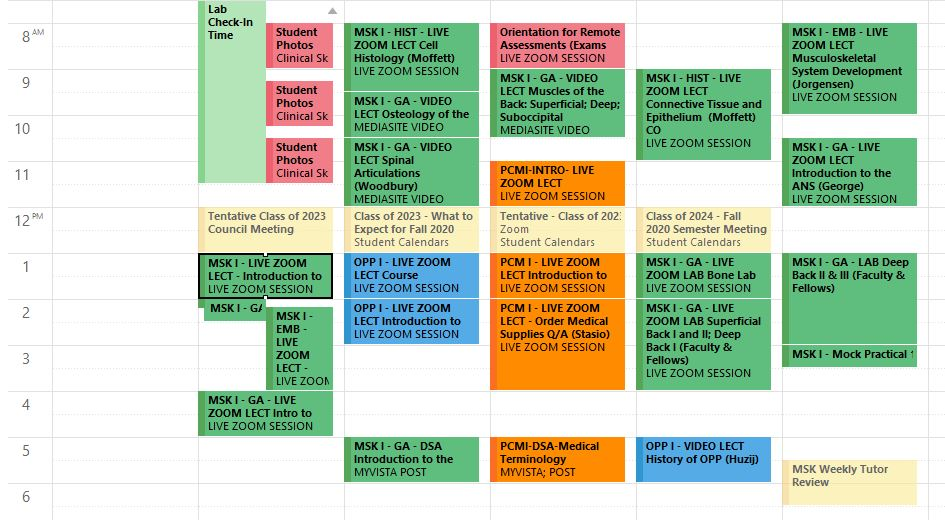 8 AM
9
10
11
12 PM
1
2
3
4
5
6
Lab
Check-In
Time
Student
Photos
Clinical Sk
Student
Photos
Clinical Sk
Student
Photos
Clinical Sk
Tentative Class of 2023
Council Meeting
MSK I - LIVE ZOOM
LECT - Introduction to
LIVE ZOOM SESSION
MSK I - GA
MSK I -
EMB -
LIVE
ZOOM
LECT -
LIVE ZOOM
MSK I - GA - LIVE
ZOOM LECT Intro to
LIVE ZOOM SESSION
MSK I - HIST - LIVE
ZOOM LECT Cell
Histology (Moffett)
LIVE ZOOM SESSION
MSK I - GA - VIDEO
LECT Osteology of the
MEDIASITE VIDEO
MSK I - GA - VIDEO
LECT Spinal
Articulations
(Woodbury)
MEDIASITE VIDEO
Class of 2023 - What to
Expect for Fall 2020
Student Calendars
OPP I - LIVE ZOOM
LECT Course
LIVE ZOOM SESSION
OPP I - LIVE ZOOM
LECT Introduction to
LIVE ZOOM SESSION
MSK I - GA - DSA
Introduction to the
MYVISTA POST
Orientation for Remote
Assessments (Exams
LIVE ZOOM SESSION
MSK I - GA - VIDEO
LECT Muscles of the
Back: Superficial; Deep;
Suboccipital
MEDIASITE VIDEO
PCMI-INTRO- LIVE
ZOOM LECT
LIVE ZOOM SESSION
Tentative - Class of 202
Zoom
Student Calendars
PCM I - LIVE ZOOM
LECT Introduction to
LIVE ZOOM SESSION
PCM I - LIVE ZOOM
LECT - Order Medical
Supplies Q/A (Stasio)
LIVE ZOOM SESSION
PCMI-DSA-Medical
Terminology
MYVISTA; POST
MSK I - HIST - LIVE
ZOOM LECT
Connective Tissue and
Epithelium (Moffett)
CO
LIVE ZOOM SESSION
Class of 2024 - Fall
2020 Semester Meeting
Student Calendars
MSK I - GA - LIVE
ZOOM LAB Bone Lab
LIVE ZOOM SESSION
MSK I - GA - LIVE
ZOOM LAB Superficial
Back I and II; Deep
Back I (Faculty &
Fellows)
LIVE ZOOM SESSION
OPP I - VIDEO LECT
History of OPP (Huzij)
MSK I - EMB - LIVE
ZOOM LECT
Musculoskeletal
System Development
(Jorgensen)
LIVE ZOOM SESSION
MSK I - GA - LIVE
ZOOM LECT
Introduction to the
ANS (George)
LIVE ZOOM SESSION
MSK I - GA - LAB Deep
Back II & III (Faculty &
Fellows)
MSK I - Mock Practical
MSK Weekly Tutor
Review